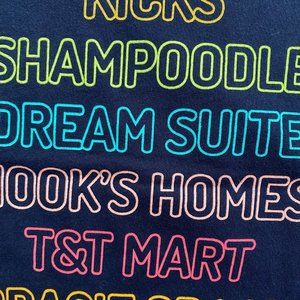 KICKS
SHAMPOODLE
DREAM SUITE
NOOK'S HOMES
T&T MART